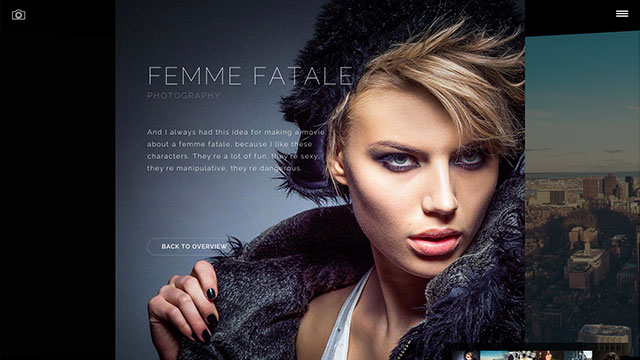 FEMME FATALE
PHOTOGRAPHY
And I always had this idea for making a movie
about a femme fatale, because I like these
characters. They're a lot of fun, they're sexy,
they're manipulative, they're dangerous.
BACK TO OVERVIEW